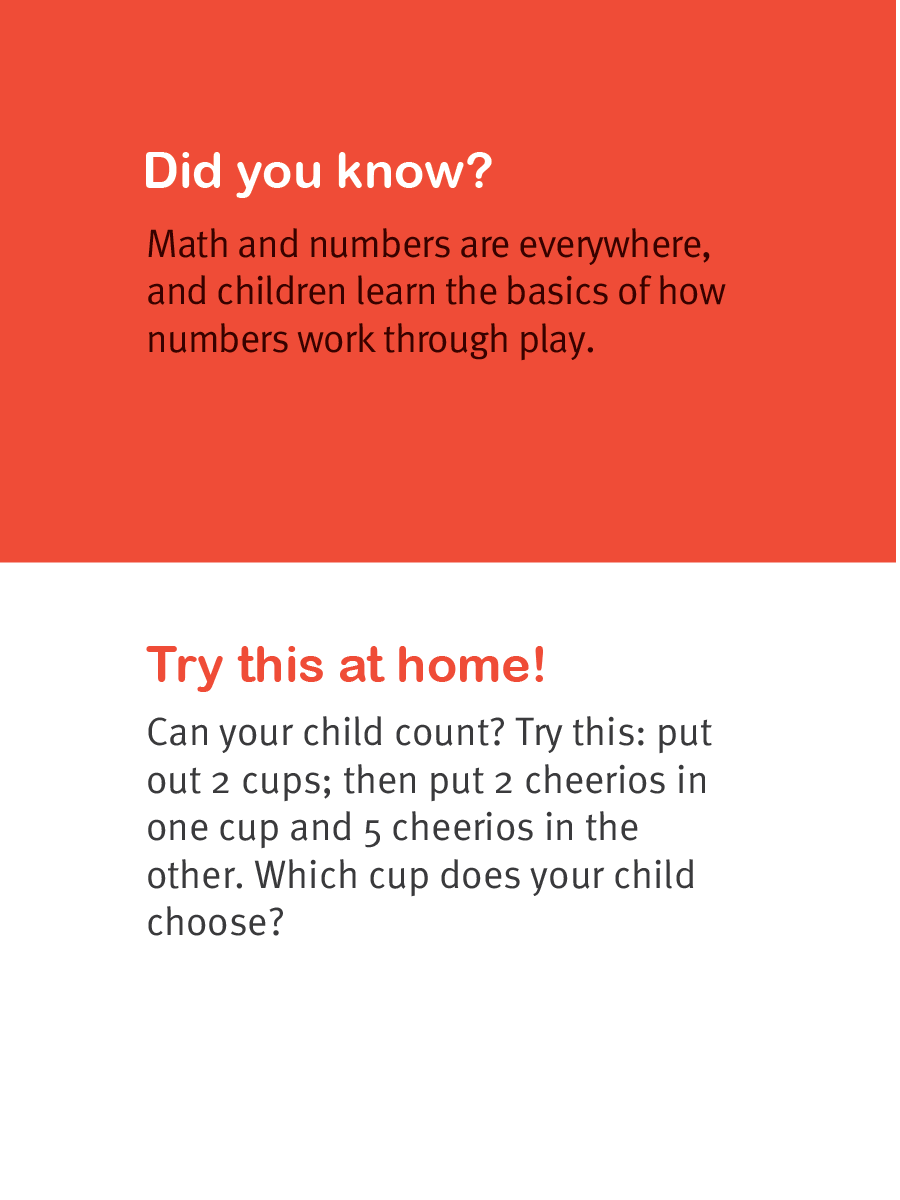 Did you know?
Math and numbers are everywhere,
and children learn the basics of how
numbers work through play.
Try this at home!
Can your child count? Try this: put
out 2 cups; then put 2 cheerios in
one cup and 5 cheerios in the
other. Which cup does your child
choose?